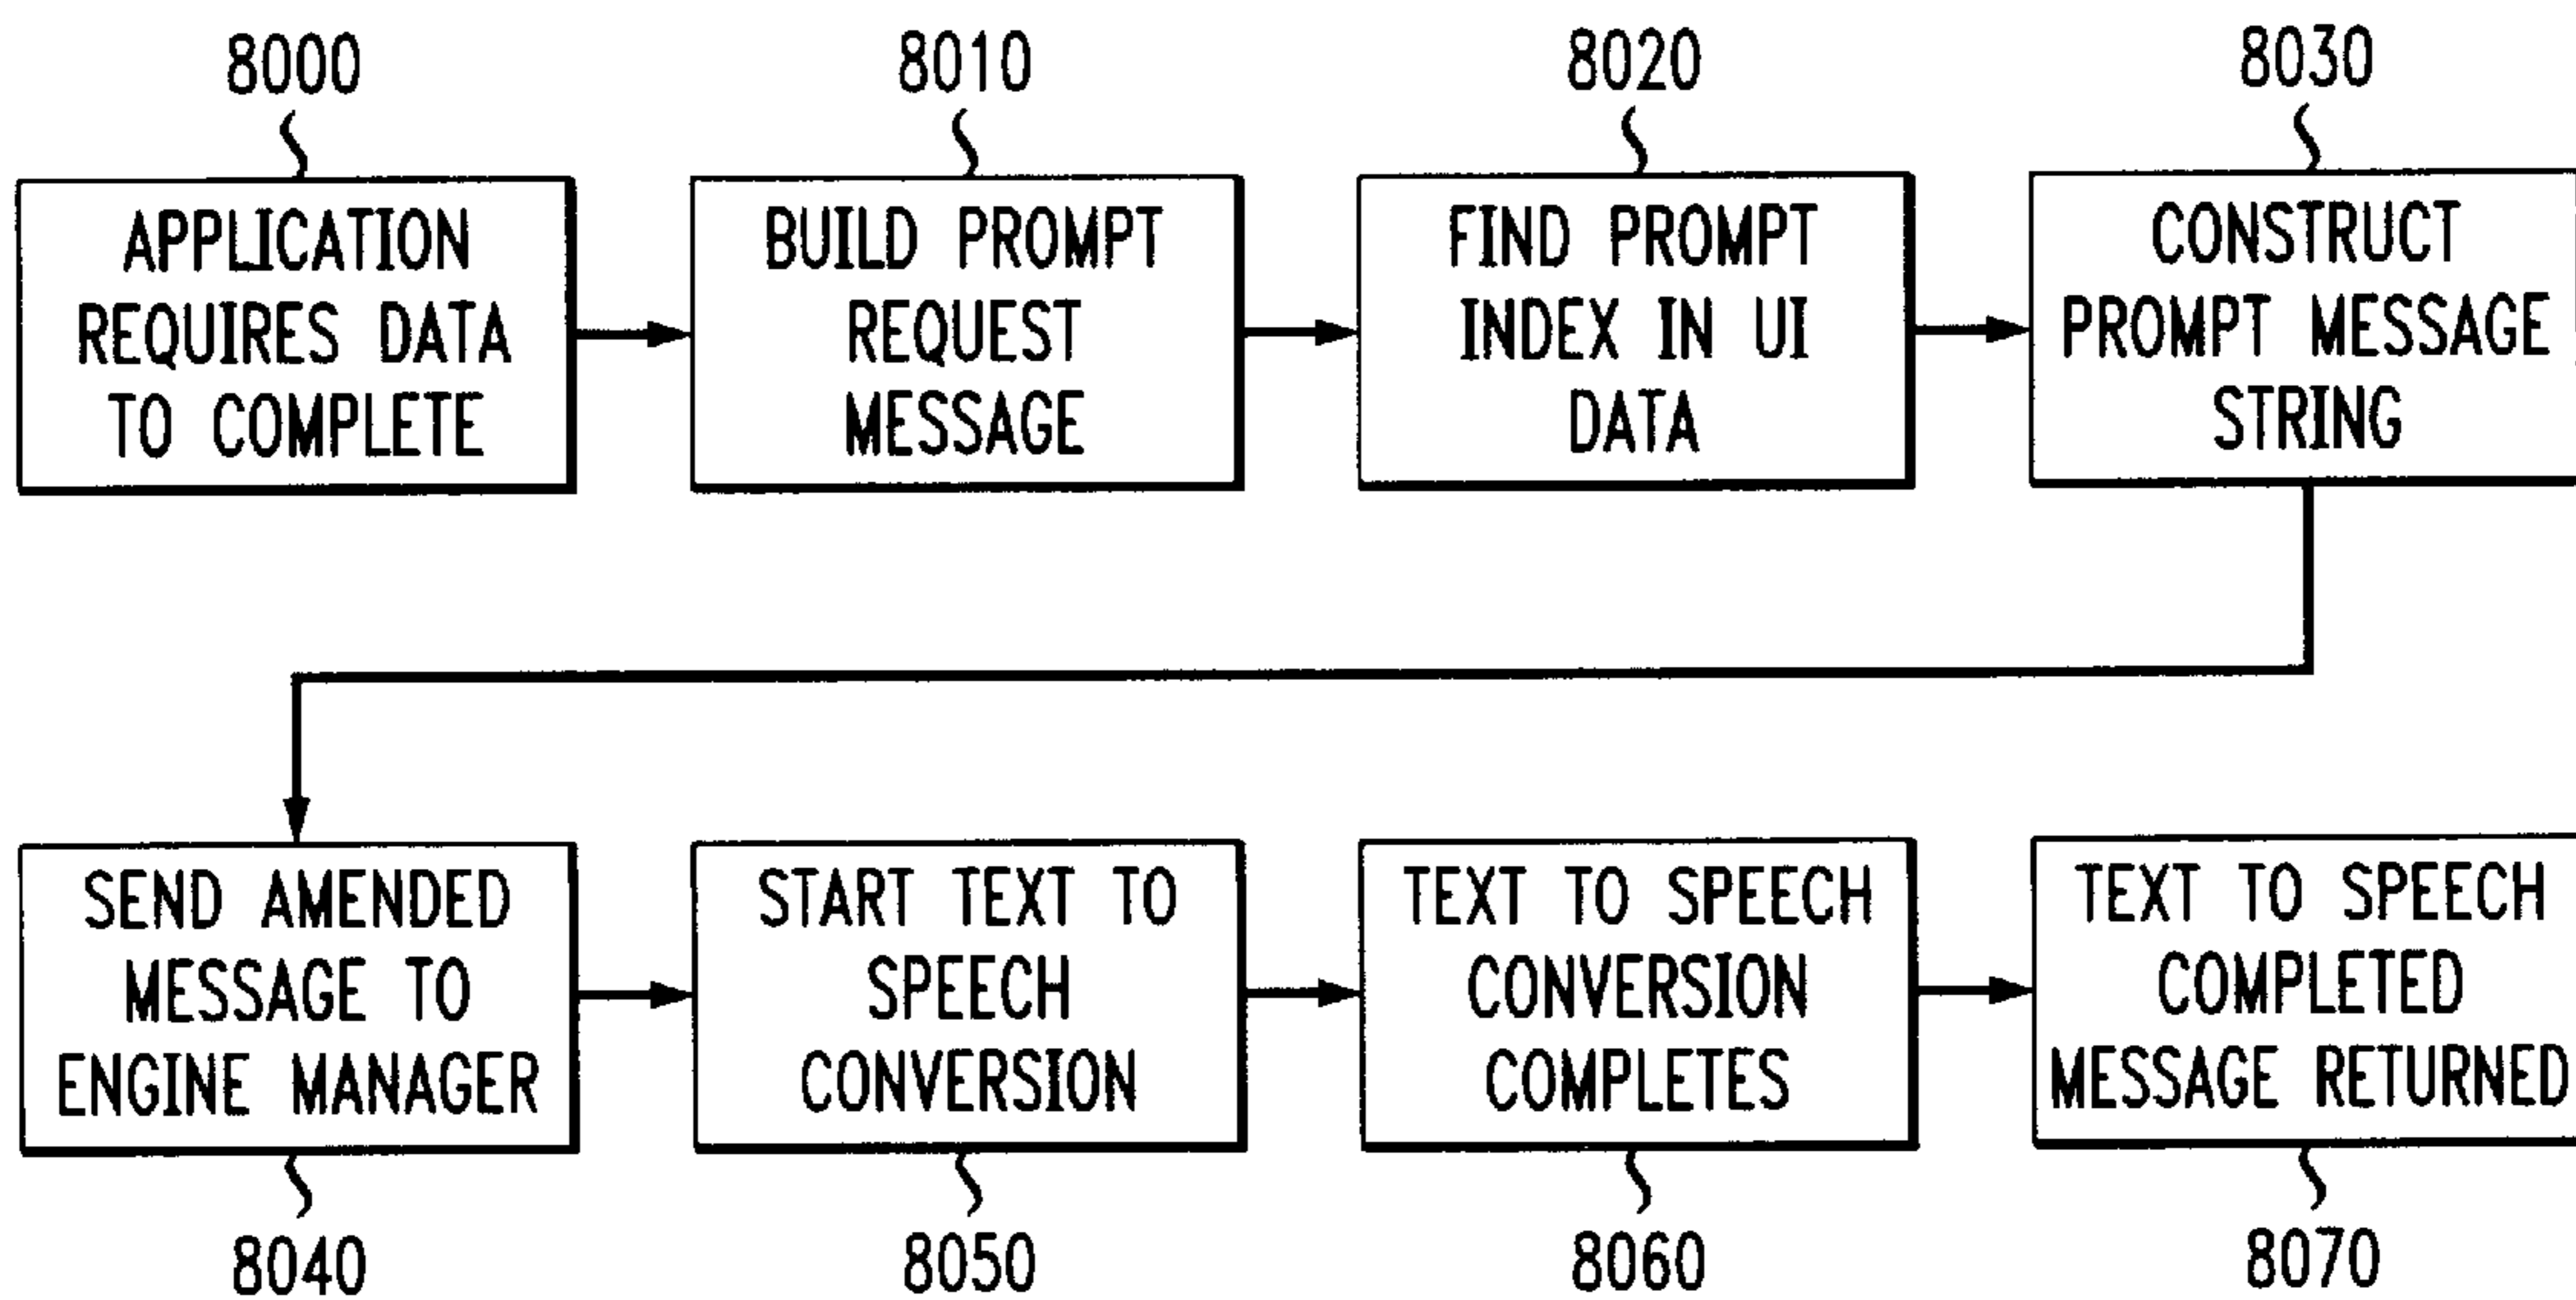 8000
APPLICATION
REQUIRES DATA
TO COMPLETE
8010
BUILD PROMPT
REQUEST
MESSAGE
8020
FIND PROMPT
INDEX IN UI
DATA
8030
CONSTRUCT
PROMPT MESSAGE
STRING
SEND AMENDED
MESSAGE TO
ENGINE MANAGER
8040
START TEXT TO
SPEECH
CONVERSION
8050
TEXT TO SPEECH
CONVERSION
COMPLETES
8060
TEXT TO SPEECH
COMPLETED
MESSAGE RETURNED
8070